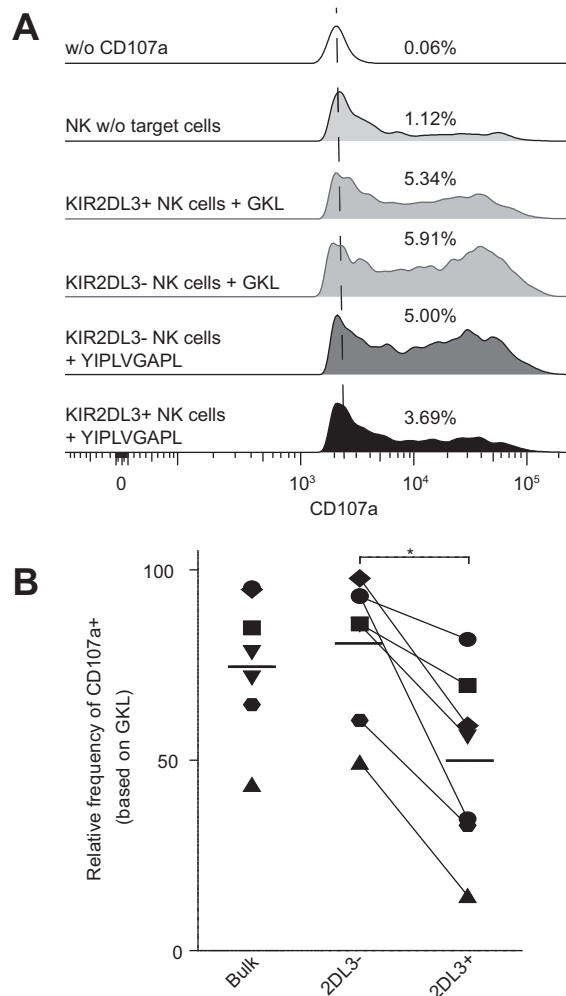 A
w/o CD107a
0.06%
NK w/o target cells
1.12%
KIR2DL3+ NK cells + GKL
5.34%
KIR2DL3- NK cells + GKL
5.91%
KIR2DL3- NK cells
+ YIPLVGAPL
5.00%
KIR2DL3+ NK cells
+ YIPLVGAPL
3.69%
0
10³
10⁴
10⁵
CD107a
B
Relative frequency of CD107a+
(based on GKL)
100
50
0
*
Bulk
2DL3-
2DL3+